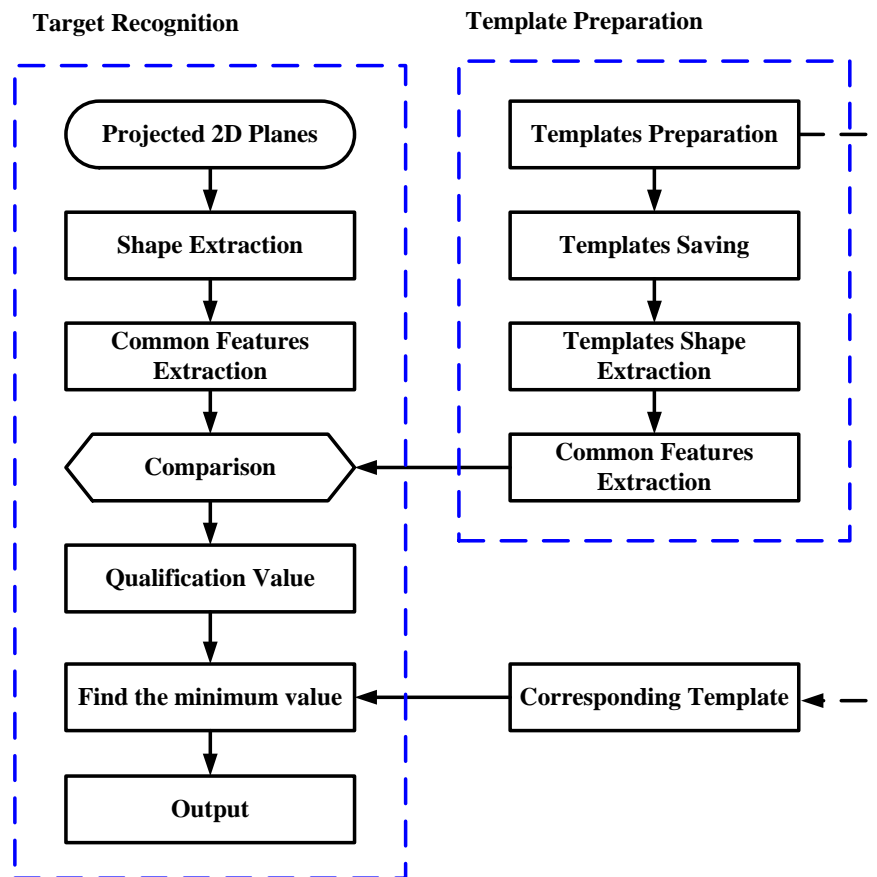 Target Recognition
Projected 2D Planes
Shape Extraction
Common Features
Extraction
Comparison
Qualification Value
Find the minimum value
Output
Template Preparation
Templates Preparation
Templates Saving
Templates Shape
Extraction
Common Features
Extraction
Corresponding Template